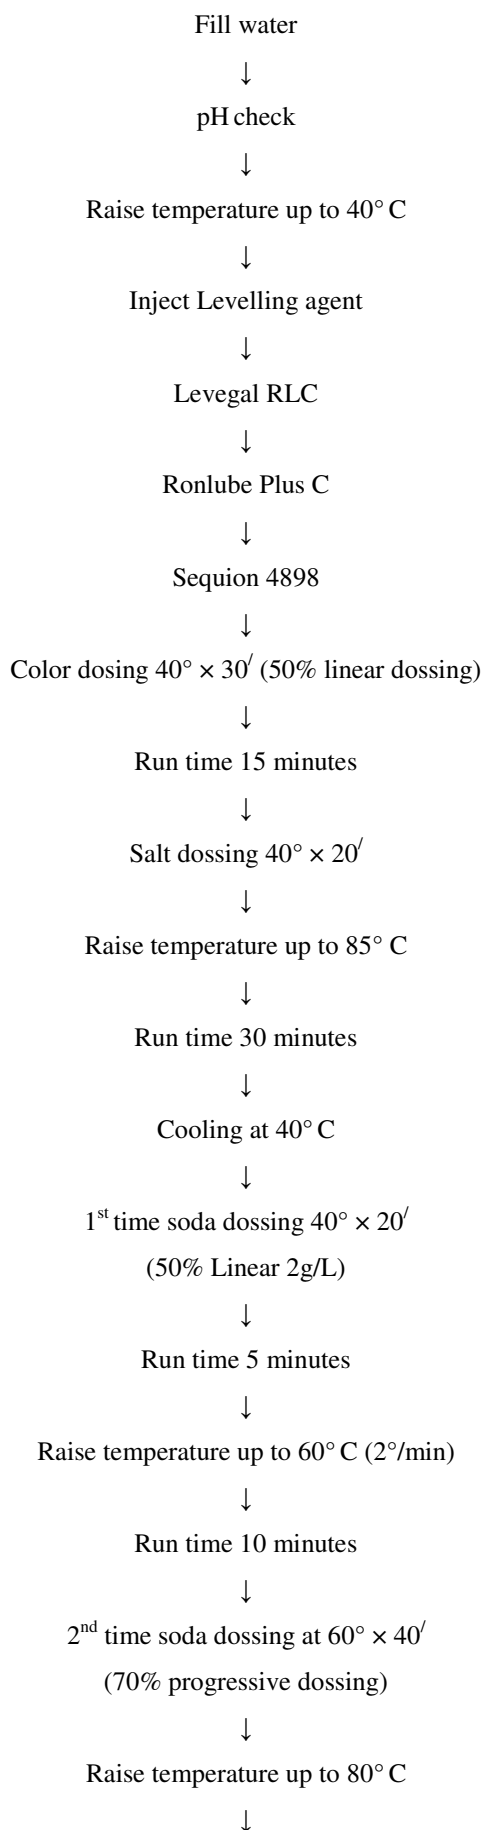 Fill water
↓
pH check
↓
Raise temperature up to 40° C
↓
Inject Levelling agent
↓
Levegal RLC
↓
Ronlube Plus C
↓
Sequion 4898
↓
Color dosing 40° × 30/ (50% linear dossing)
↓
Run time 15 minutes
↓
Salt dossing 40° × 20/
↓
Raise temperature up to 85° C
↓
Run time 30 minutes
↓
Cooling at 40° C
↓
1st time soda dossing 40° × 20/
(50% Linear 2g/L)
↓
Run time 5 minutes
↓
Raise temperature up to 60° C (2°/min)
↓
Run time 10 minutes
↓
2nd time soda dossing at 60° × 40/
(70% progressive dossing)
↓
Raise temperature up to 80° C
↓